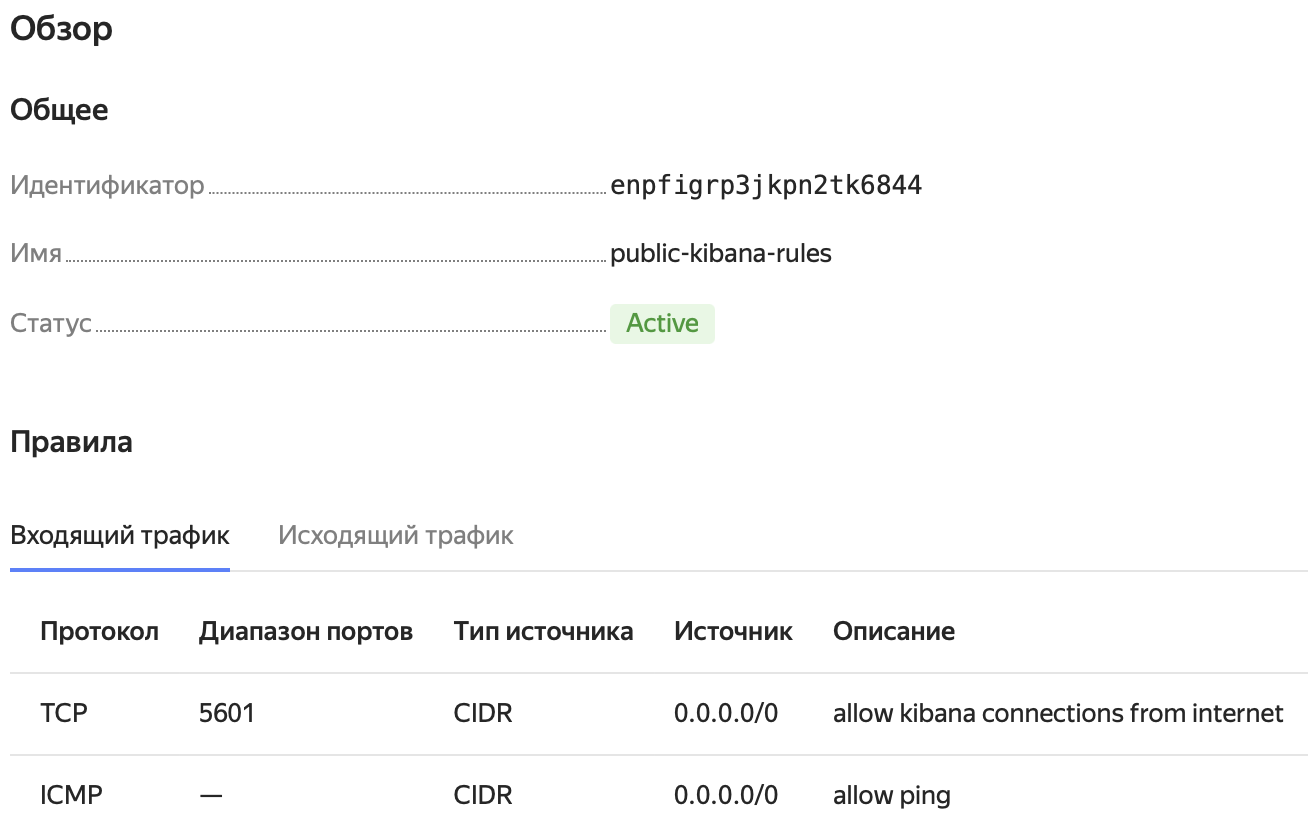 Обзор
Общее
Идентификатор enpfigrp3jkpn2tk6844
Имя public-kibana-rules
Статус Active
Правила
Входящий трафик Исходящий трафик
Протокол Диапазон портов Тип источника Источник Описание
TCP 5601 CIDR 0.0.0.0/0 allow kibana connections from internet
ICMP — CIDR 0.0.0.0/0 allow ping